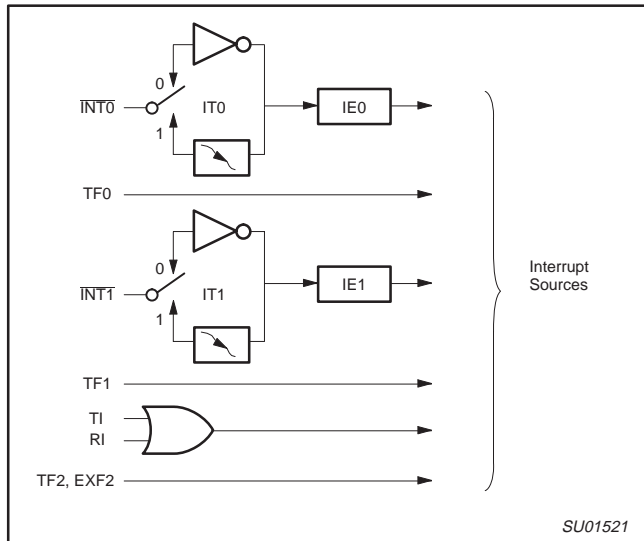 0
INT0
IT0
IE0
1
TF0
0
INT1
IT1
IE1
1
Interrupt
Sources
TF1
TI
RI
TF2, EXF2
SU01521